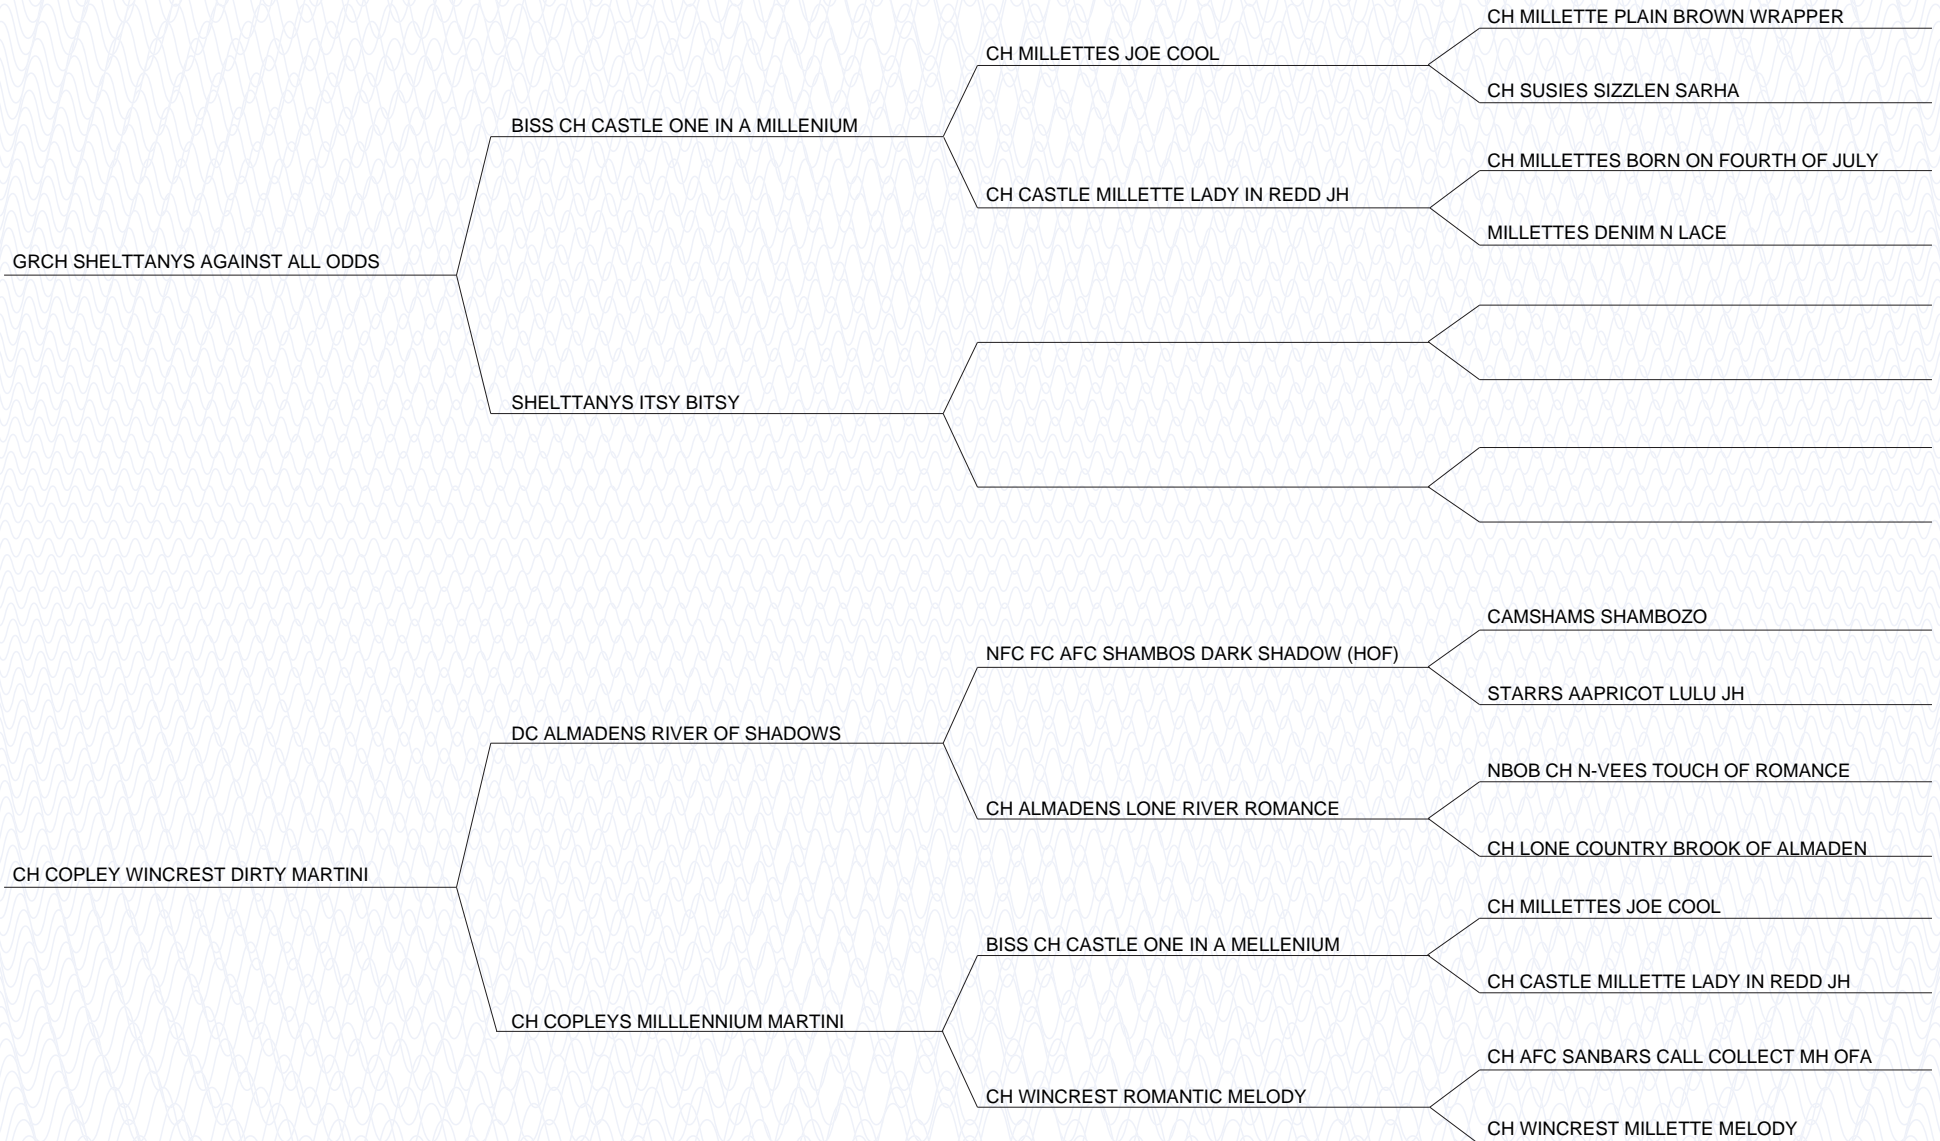 CH MILLETTE PLAIN BROWN WRAPPER
CH MILLETTES JOE COOL
CH SUSIES SIZZLEN SARHA
BISS CH CASTLE ONE IN A MILLENIUM
CH MILLETTES BORN ON FOURTH OF JULY
CH CASTLE MILLETTE LADY IN REDD JH
MILLETTES DENIM N LACE
GRCH SHELTTANYS AGAINST ALL ODDS
SHELTTANYS ITSY BITSY
CAMSHAMS SHAMBOZO
NFC FC AFC SHAMBOS DARK SHADOW (HOF)
STARRS AAPRICOT LULU JH
DC ALMADENS RIVER OF SHADOWS
NBOB CH N-VEES TOUCH OF ROMANCE
CH ALMADENS LONE RIVER ROMANCE
CH LONE COUNTRY BROOK OF ALMADEN
CH COPLEY WINCREST DIRTY MARTINI
CH MILLETTES JOE COOL
BISS CH CASTLE ONE IN A MELLENIUM
CH CASTLE MILLETTE LADY IN REDD JH
CH COPLEYS MILLLENNIUM MARTINI
CH AFC SANBARS CALL COLLECT MH OFA
CH WINCREST ROMANTIC MELODY
CH WINCREST MILLETTE MELODY